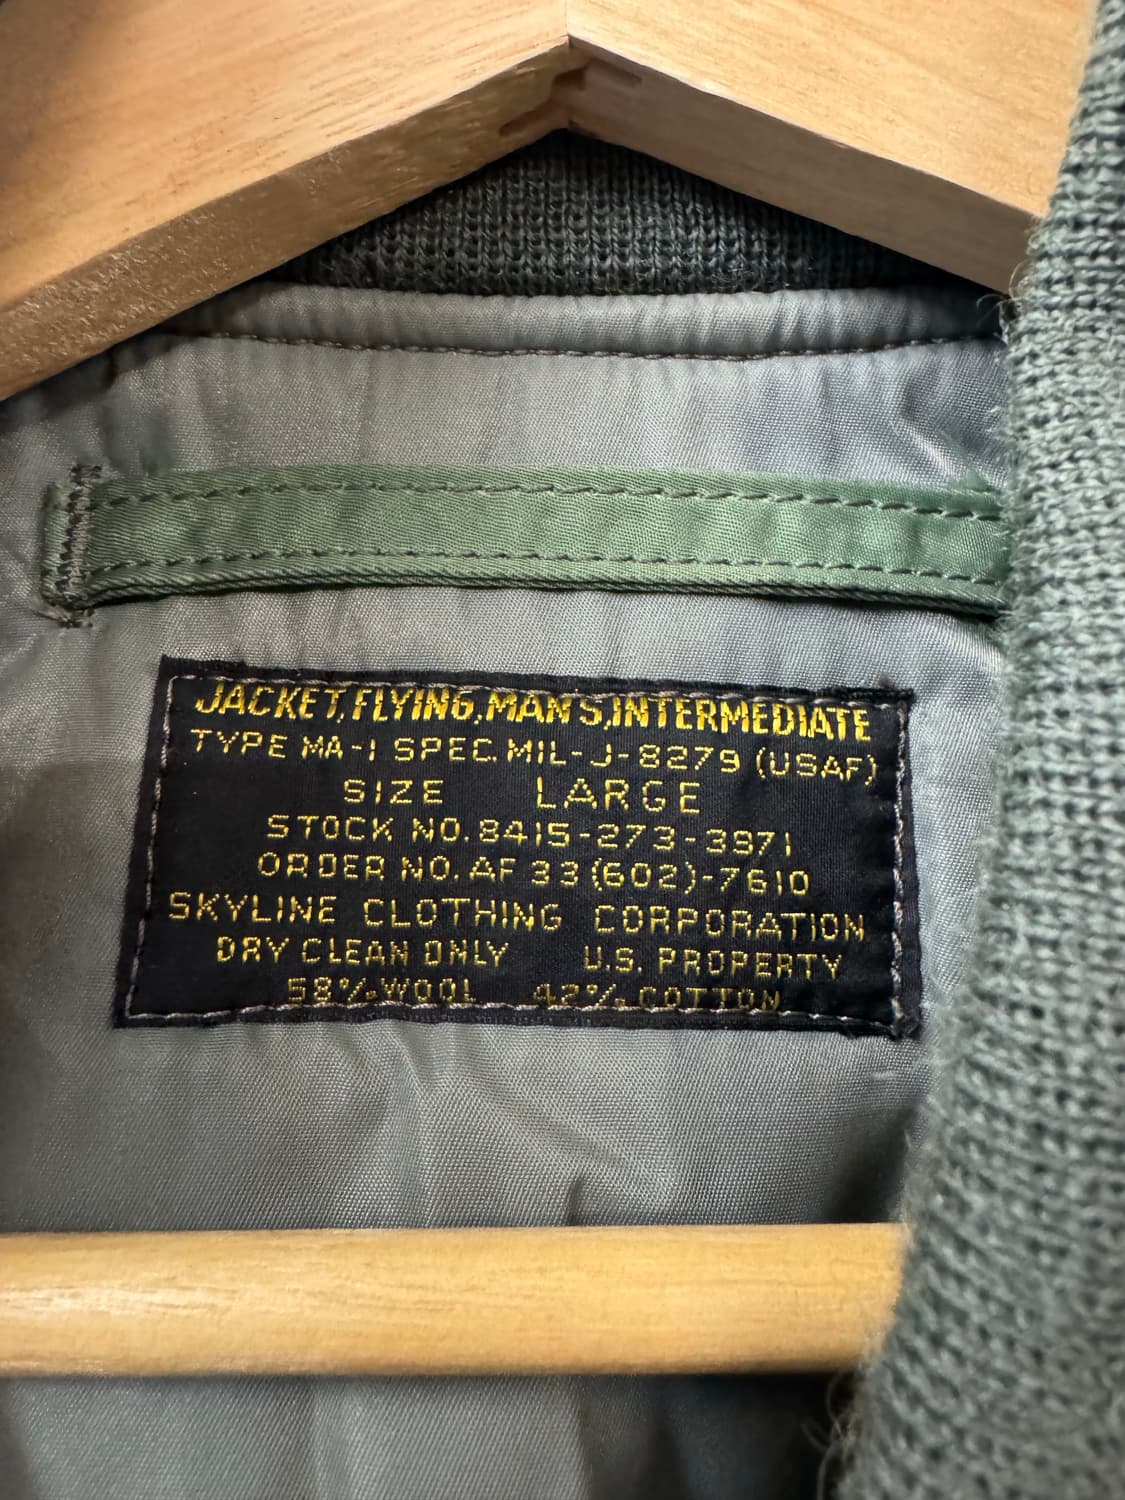 JACKET, FLYING, MAN'S, INTERMEDIATE
TYPE MA-1 SPEC. MIL-J-8279 (USAF)
SIZE LARGE
STOCK NO. 8415-273-3971
ORDER NO. AF 33 (602)-7610
SKYLINE CLOTHING CORPORATION
DRY CLEAN ONLY U.S. PROPERTY
58% WOOL 42% COTTON